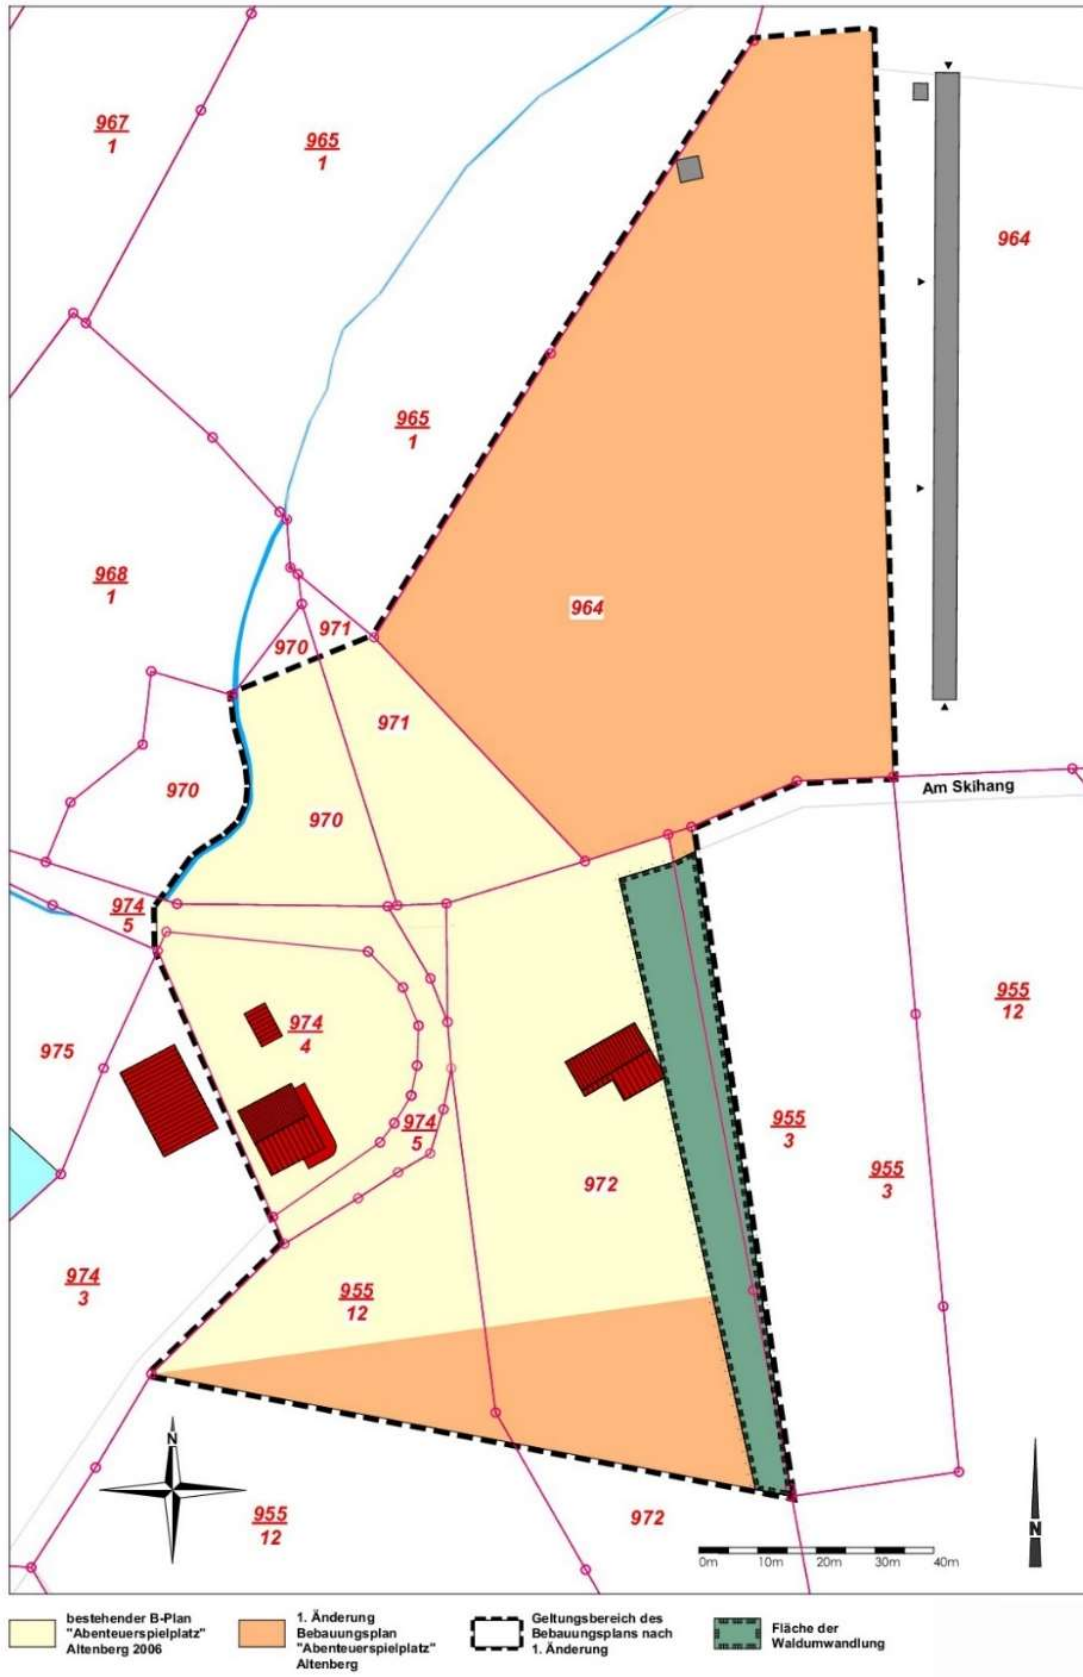 967
1
965
1
964
965
1
968
1
964
971
970
971
970
970
Am Skihang
974
5
955
12
974
4
975
974
5
955
3
955
3
972
974
3
955
12
N
955
12
972
N
0m 10m 20m 30m 40m
bestehender B-Plan
"Abenteuerspielplatz"
Altenberg 2006
1. Änderung
Bebauungsplan
"Abenteuerspielplatz"
Altenberg
Geltungsbereich des
Bebauungsplans nach
1. Änderung
Fläche der
Waldumwandlung